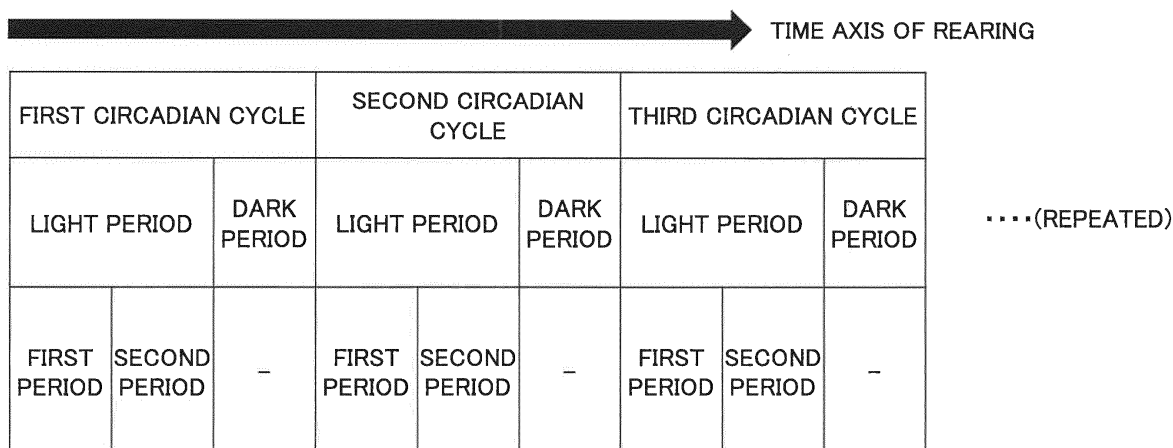 TIME AXIS OF REARING
FIRST CIRCADIAN CYCLE
SECOND CIRCADIAN
CYCLE
THIRD CIRCADIAN CYCLE
LIGHT PERIOD
DARK
PERIOD
LIGHT PERIOD
DARK
PERIOD
LIGHT PERIOD
DARK
PERIOD
････(REPEATED)
FIRST
PERIOD
SECOND
PERIOD
–
FIRST
PERIOD
SECOND
PERIOD
–
FIRST
PERIOD
SECOND
PERIOD
–